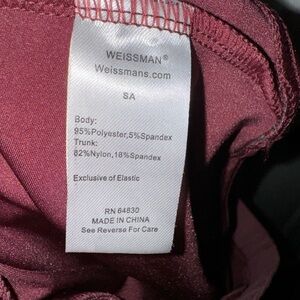 WEISSMAN®
Weissmans.com
SA
Body:
95%Polyester,5%Spandex
Trunk:
82%Nylon,18%Spandex
Exclusive of Elastic
RN 64830
MADE IN CHINA
See Reverse For Care